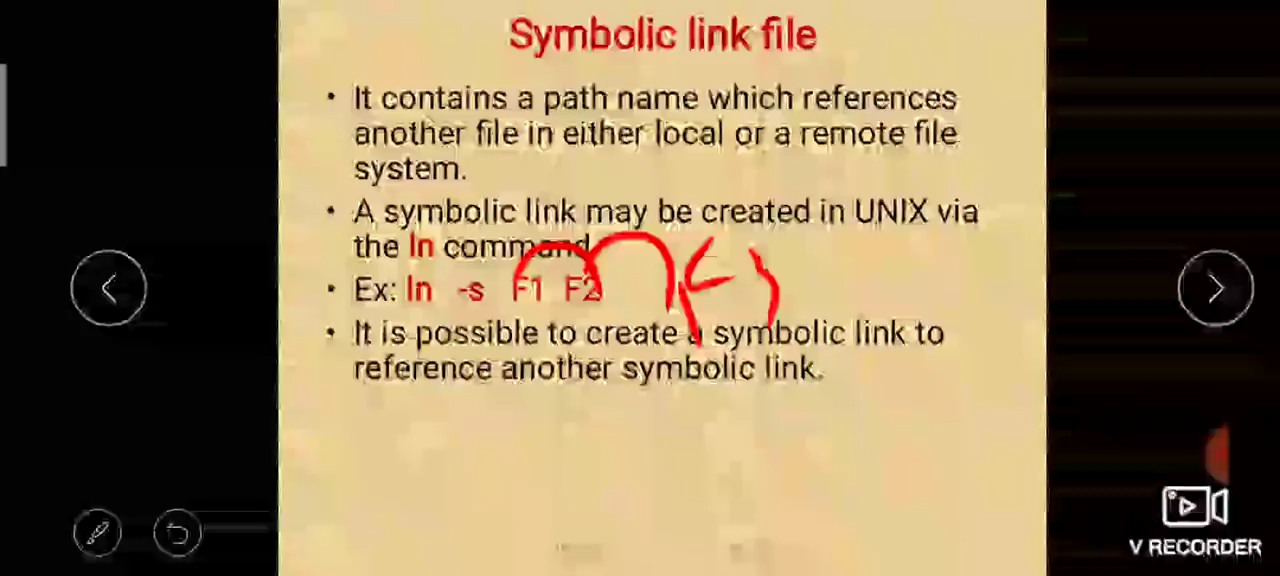 Symbolic link file
• It contains a path name which references
another file in either local or a remote file
system.
• A symbolic link may be created in UNIX via
the ln command
• Ex: ln -s F1 F2
• It is possible to create a symbolic link to
reference another symbolic link.
V RECORDER